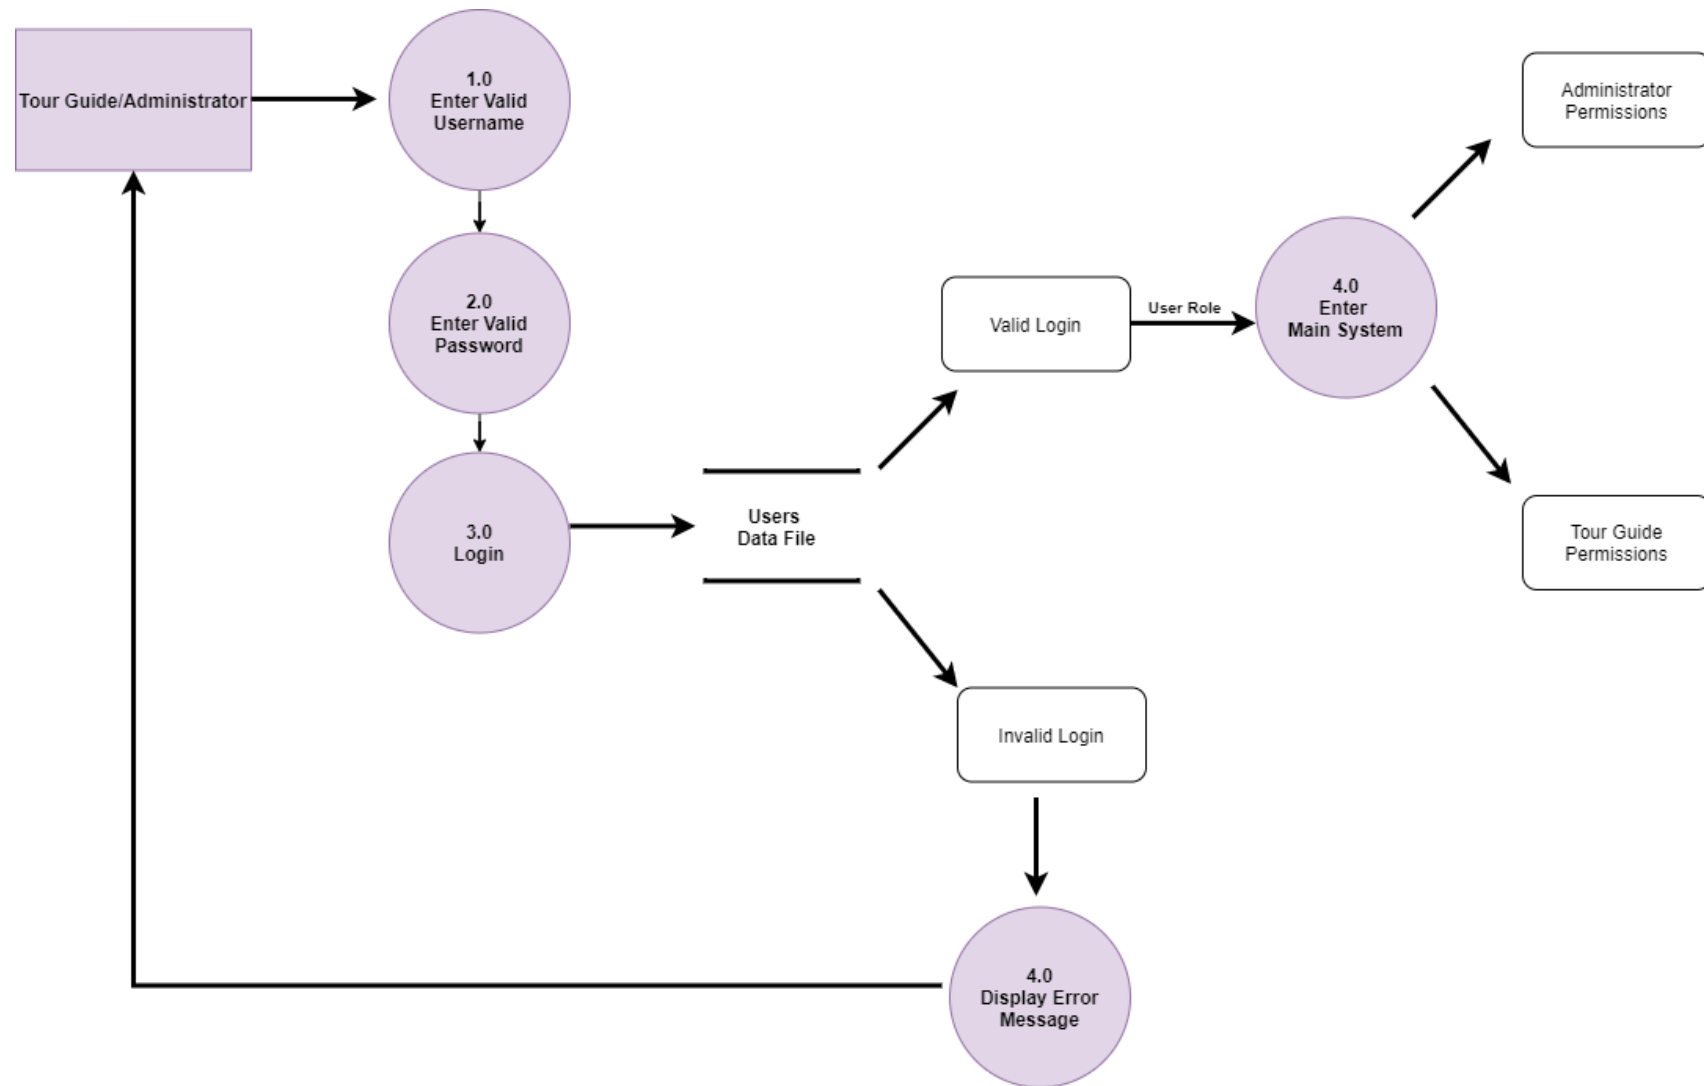 Tour Guide/Administrator
1.0
Enter Valid
Username
2.0
Enter Valid
Password
3.0
Login
Users
Data File
Valid Login
User Role
4.0
Enter
Main System
Administrator
Permissions
Tour Guide
Permissions
Invalid Login
4.0
Display Error
Message